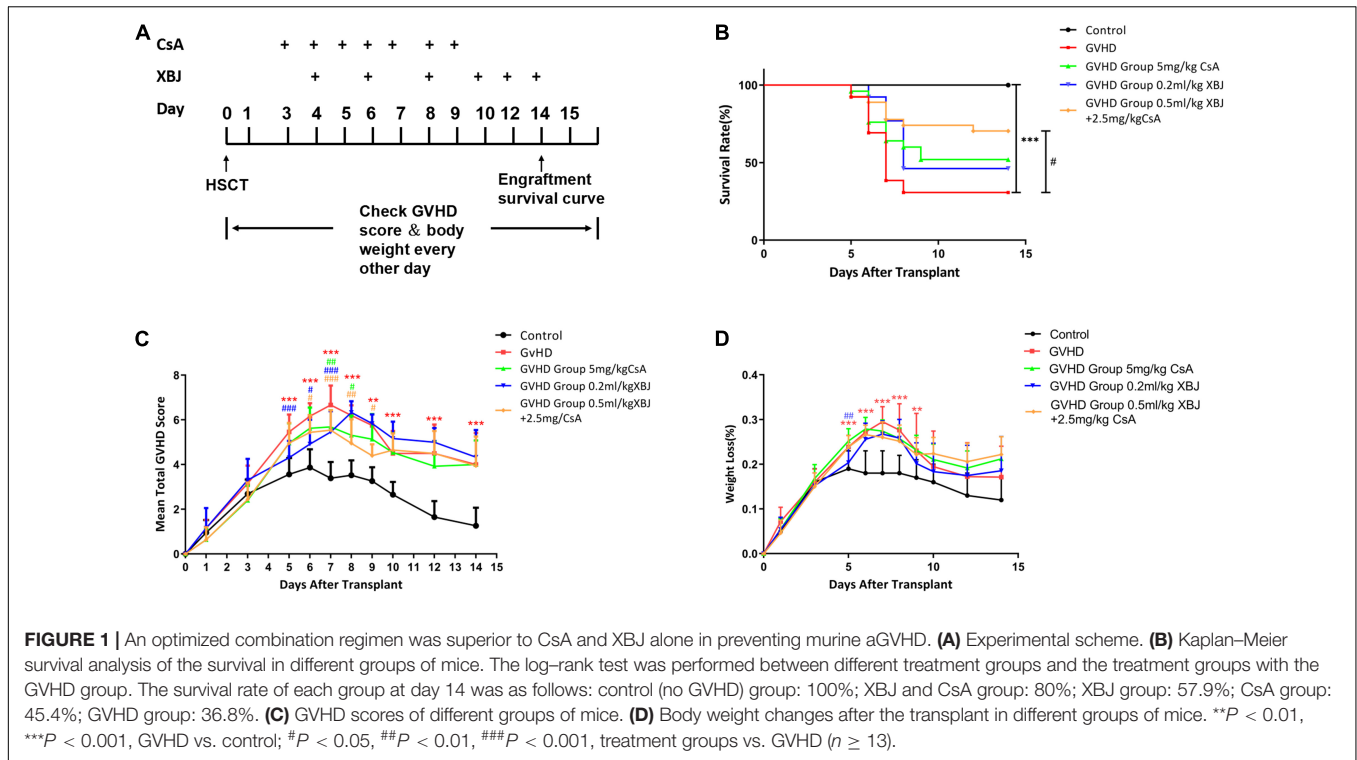 A
CsA + + + + + + +
XBJ + + + + + +
Day 0 1 3 4 5 6 7 8 9 10 12 14 15
HSCT
Engraftment
survival curve
Check GVHD
score & body
weight every
other day
B
Control
GVHD
GVHD Group 5mg/kg CsA
GVHD Group 0.2ml/kg XBJ
GVHD Group 0.5ml/kg XBJ
+2.5mg/kgCsA
Survival Rate(%)
100
50
0
0 5 10 15
Days After Transplant
***
#
C
Control
GvHD
GVHD Group 5mg/kgCsA
GVHD Group 0.2ml/kgXBJ
GVHD Group 0.5ml/kgXBJ
+2.5mg/CsA
Mean Total GVHD Score
8
6
4
2
0
*** ### *** # # *** ## ### ### *** # ## ** # *** *** ***
0 1 2 3 4 5 6 7 8 9 10 11 12 13 14 15
Days After Transplant
D
Control
GVHD
GVHD Group 5mg/kg CsA
GVHD Group 0.2ml/kg XBJ
GVHD Group 0.5ml/kg XBJ
+2.5mg/kg CsA
Weight Loss(%)
0.4
0.3
0.2
0.1
0.0
## *** *** *** *** **
0 5 10 15
Days After Transplant
FIGURE 1 | An optimized combination regimen was superior to CsA and XBJ alone in preventing murine aGVHD. (A) Experimental scheme. (B) Kaplan–Meier
survival analysis of the survival in different groups of mice. The log–rank test was performed between different treatment groups and the treatment groups with the
GVHD group. The survival rate of each group at day 14 was as follows: control (no GVHD) group: 100%; XBJ and CsA group: 80%; XBJ group: 57.9%; CsA group:
45.4%; GVHD group: 36.8%. (C) GVHD scores of different groups of mice. (D) Body weight changes after the transplant in different groups of mice. **P < 0.01,
***P < 0.001, GVHD vs. control; #P < 0.05, ##P < 0.01, ###P < 0.001, treatment groups vs. GVHD (n ≥ 13).